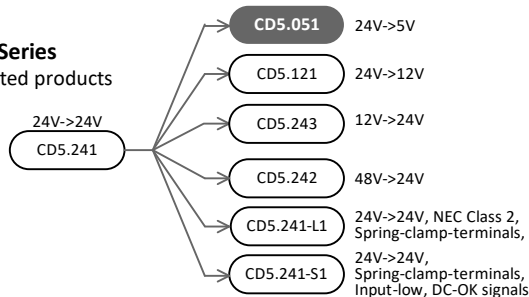 Series
ted products
24V->24V
CD5.241
CD5.051 24V->5V
CD5.121 24V->12V
CD5.243 12V->24V
CD5.242 48V->24V
CD5.241-L1 24V->24V, NEC Class 2,
Spring-clamp-terminals,
CD5.241-S1 24V->24V,
Spring-clamp-terminals,
Input-low, DC-OK signals